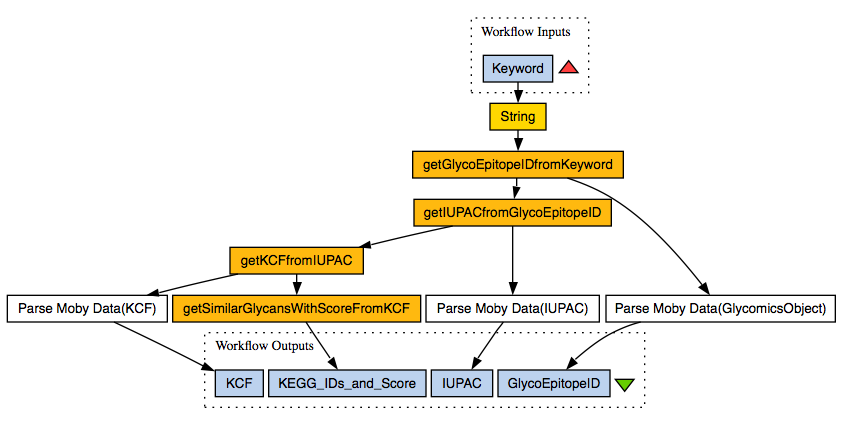 Workflow Inputs
Keyword
String
getGlycoEpitopeIDfromKeyword
getIUPACfromGlycoEpitopeID
getKCFfromIUPAC
Parse Moby Data(KCF)
getSimilarGlycansWithScoreFromKCF
Parse Moby Data(IUPAC)
Parse Moby Data(GlycomicsObject)
Workflow Outputs
KCF
KEGG_IDs_and_Score
IUPAC
GlycoEpitopeID